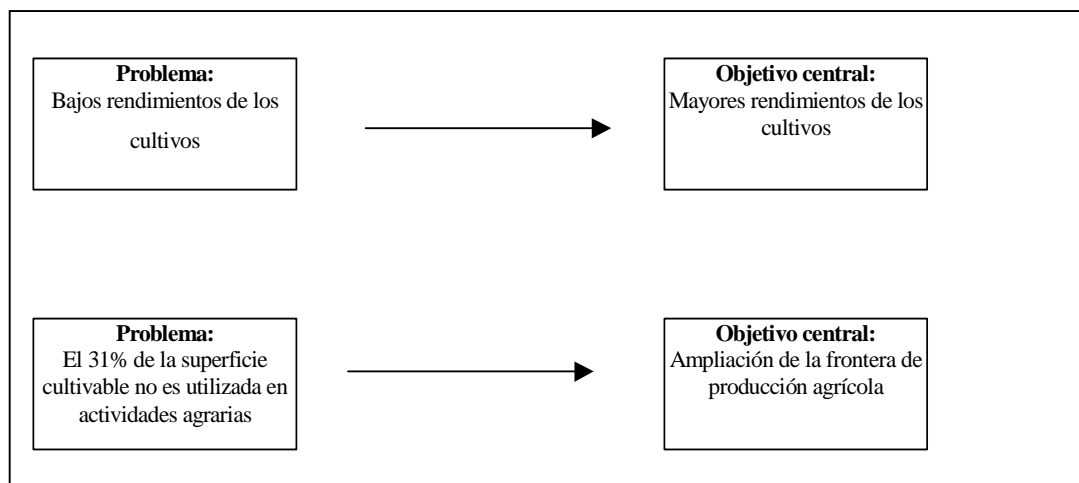 Problema:
Bajos rendimientos de los
cultivos
Objetivo central:
Mayores rendimientos de los
cultivos
Problema:
El 31% de la superficie
cultivable no es utilizada en
actividades agrarias
Objetivo central:
Ampliación de la frontera de
producción agrícola